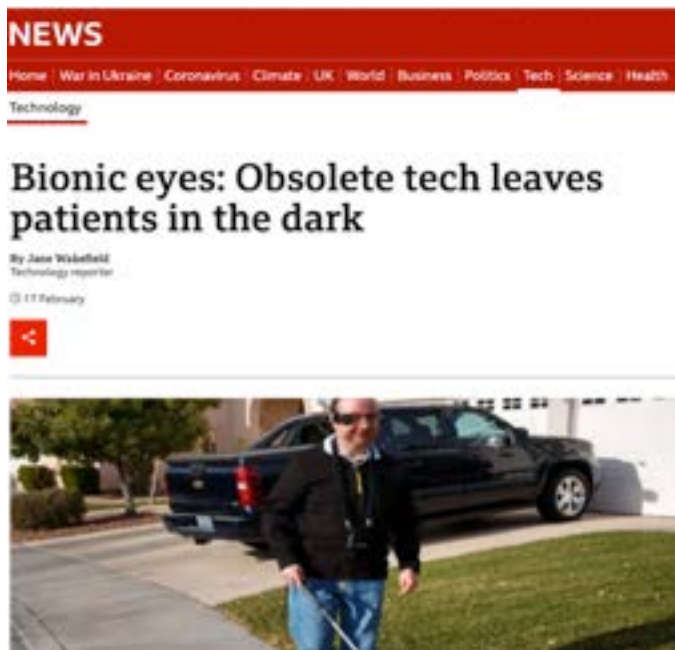 NEWS
Home War in Ukraine Coronavirus Climate UK World Business Politics Tech Science Health
Technology
Bionic eyes: Obsolete tech leaves
patients in the dark
By Jane Wakefield
Technology reporter
17 February